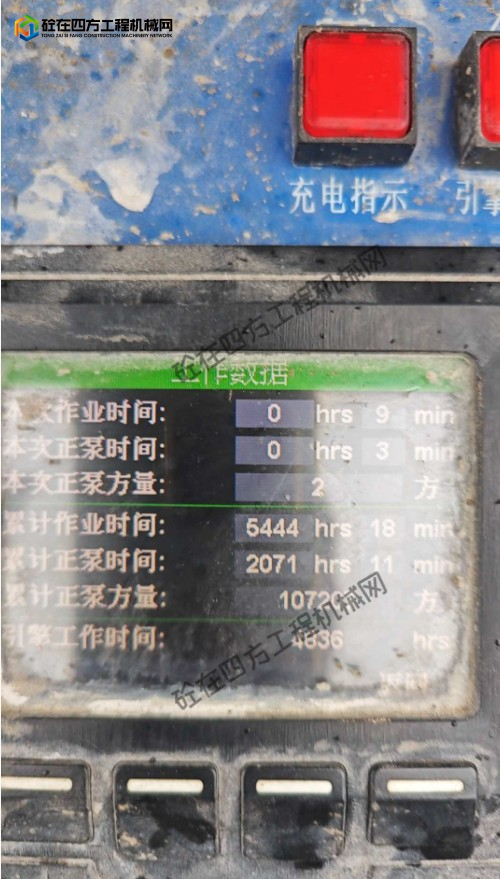 砼在四方工程机械网
TONG ZAI SI FANG CONSTRUCTION MACHINERY NETWORK
充电指示 引擎
砼在四方工程机械网
工作数据
本次作业时间: 0 hrs 9 min
本次正泵时间: 0 hrs 3 min
本次正泵方量: 2 方
累计作业时间: 5444 hrs 18 min
累计正泵时间: 2071 hrs 11 min
累计正泵方量: 方
引擎工作时间: 4836 hrs
砼在四方工程机械网